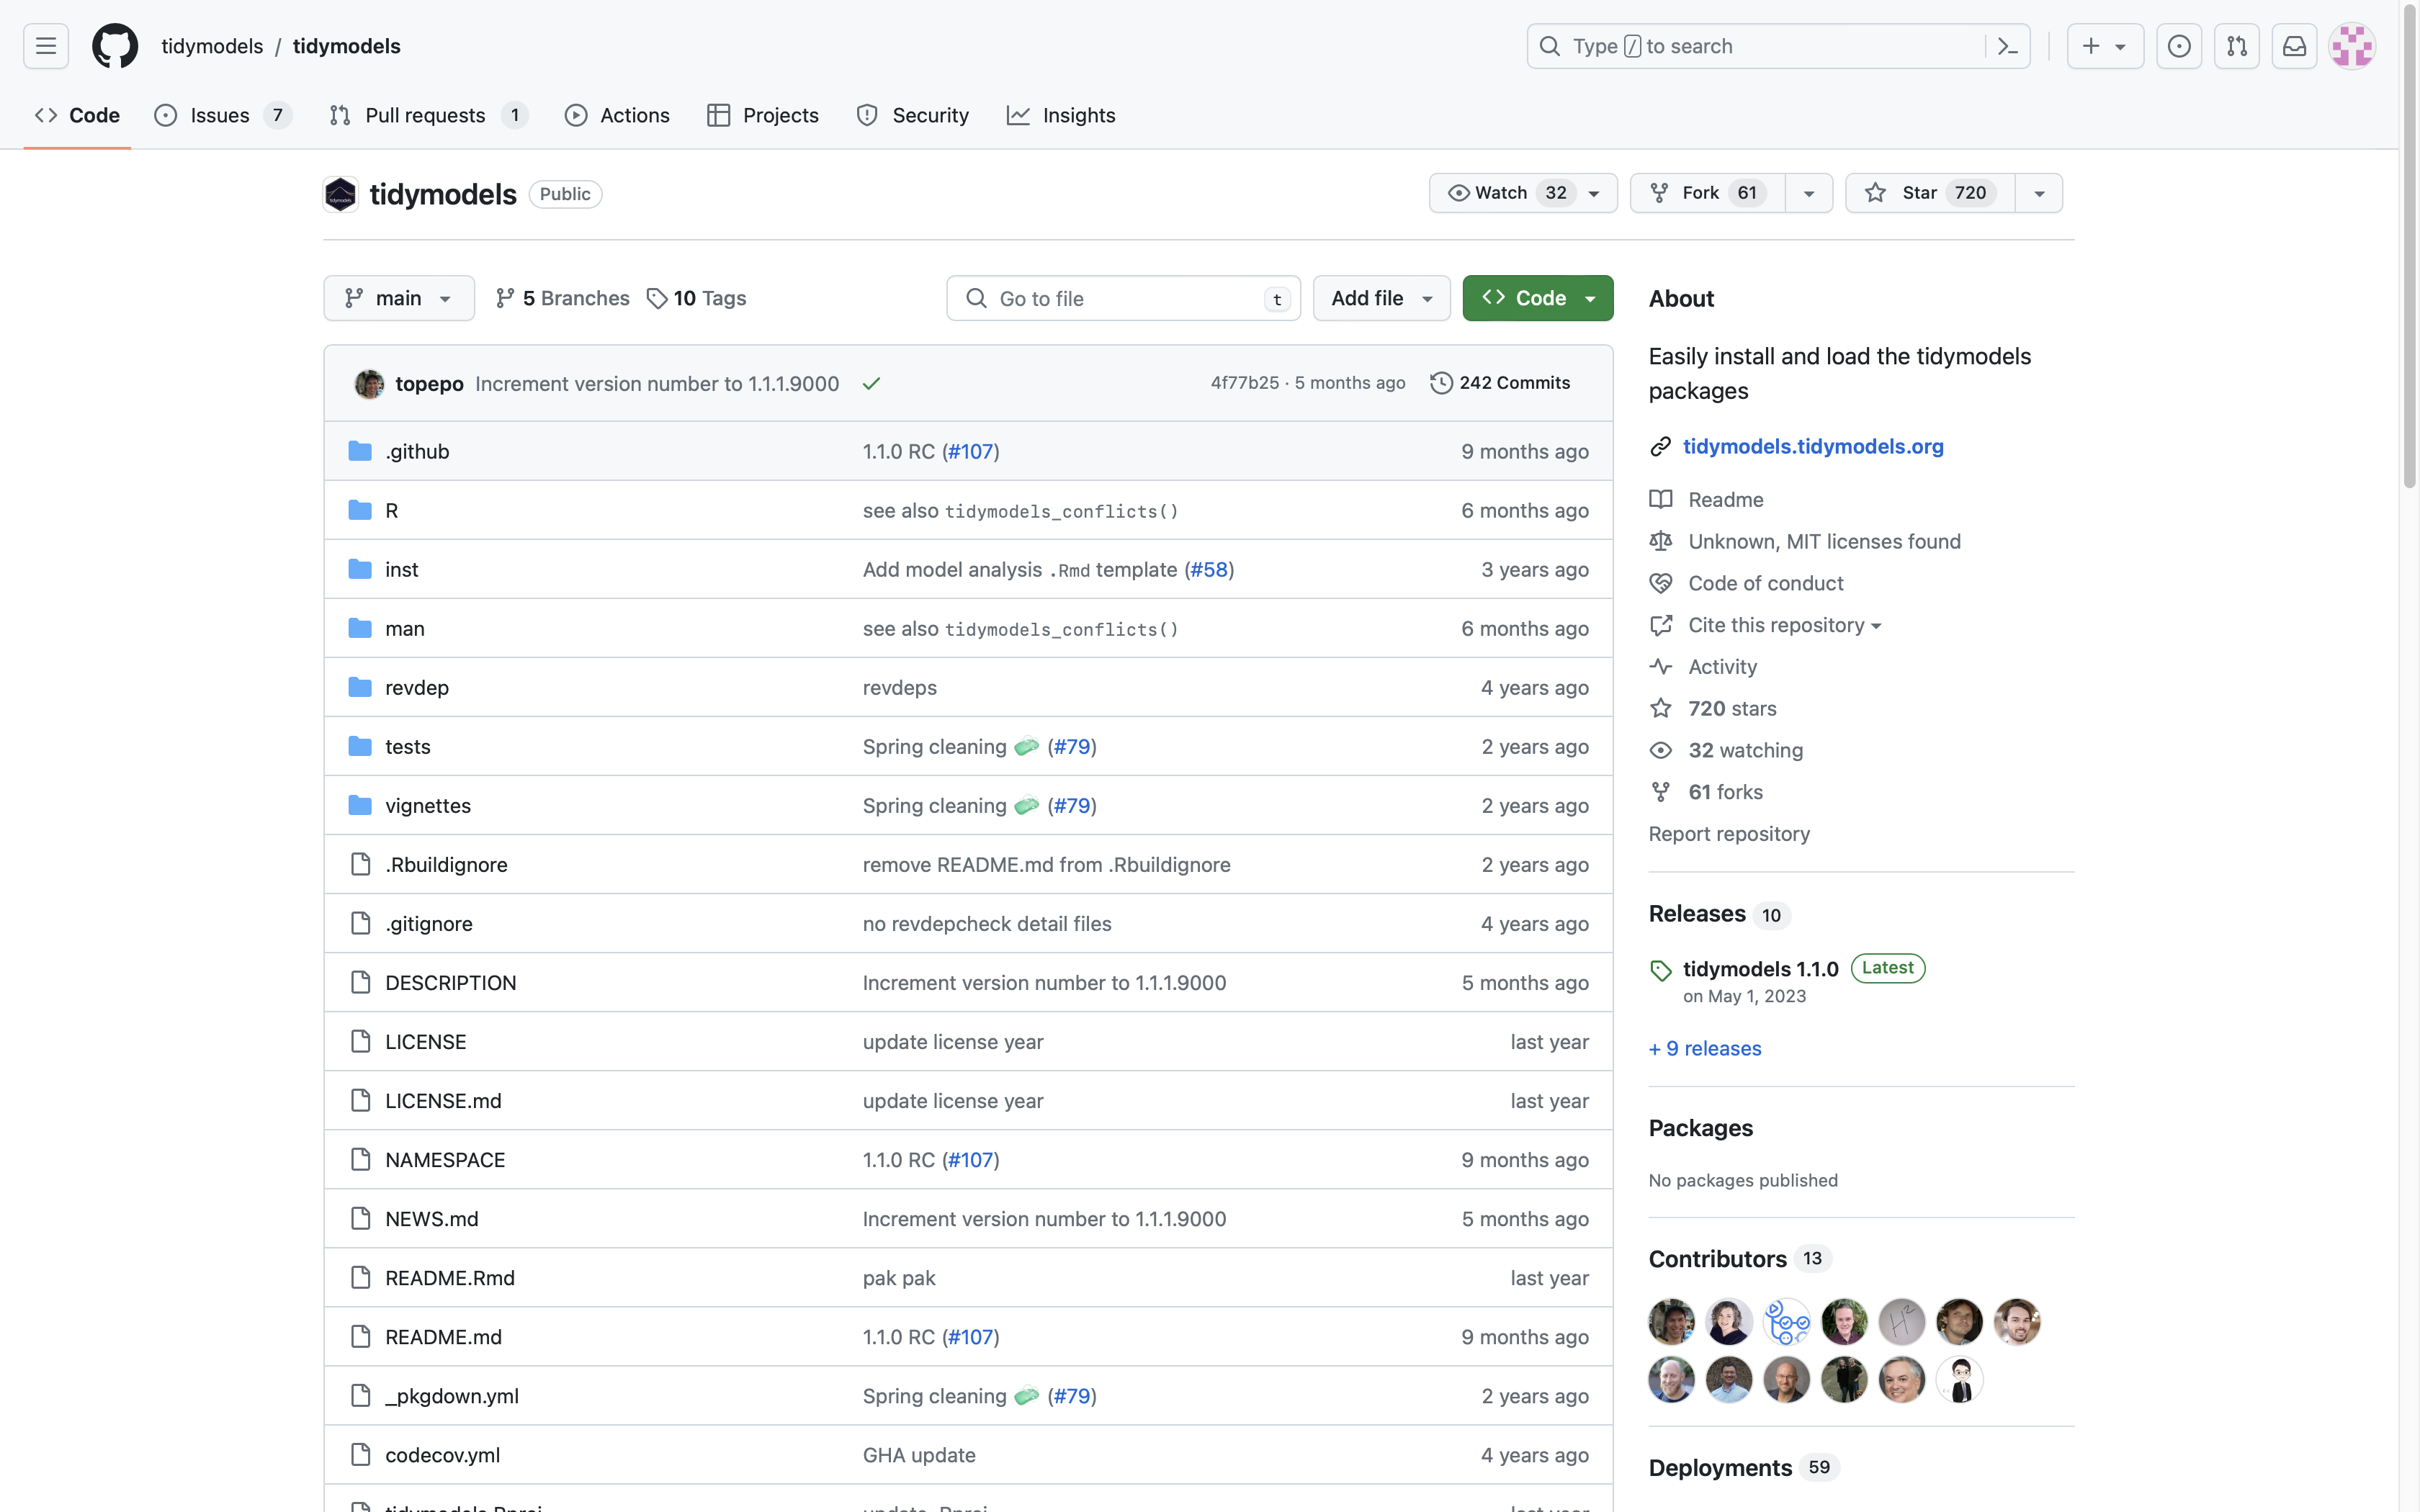 tidymodels / tidymodels
Type / to search
Code
Issues 7
Pull requests 1
Actions
Projects
Security
Insights
tidymodels Public
Watch 32
Fork 61
Star 720
main
5 Branches
10 Tags
Go to file t
Add file
Code
topepo Increment version number to 1.1.1.9000 4f77b25 · 5 months ago 242 Commits
.github 1.1.0 RC (#107) 9 months ago
R see also tidymodels_conflicts() 6 months ago
inst Add model analysis .Rmd template (#58) 3 years ago
man see also tidymodels_conflicts() 6 months ago
revdep revdeps 4 years ago
tests Spring cleaning 🧼 (#79) 2 years ago
vignettes Spring cleaning 🧼 (#79) 2 years ago
.Rbuildignore remove README.md from .Rbuildignore 2 years ago
.gitignore no revdepcheck detail files 4 years ago
DESCRIPTION Increment version number to 1.1.1.9000 5 months ago
LICENSE update license year last year
LICENSE.md update license year last year
NAMESPACE 1.1.0 RC (#107) 9 months ago
NEWS.md Increment version number to 1.1.1.9000 5 months ago
README.Rmd pak pak last year
README.md 1.1.0 RC (#107) 9 months ago
_pkgdown.yml Spring cleaning 🧼 (#79) 2 years ago
codecov.yml GHA update 4 years ago
About
Easily install and load the tidymodels
packages
tidymodels.tidymodels.org
Readme
Unknown, MIT licenses found
Code of conduct
Cite this repository
Activity
720 stars
32 watching
61 forks
Report repository
Releases 10
tidymodels 1.1.0 Latest
on May 1, 2023
+ 9 releases
Packages
No packages published
Contributors 13
Deployments 59